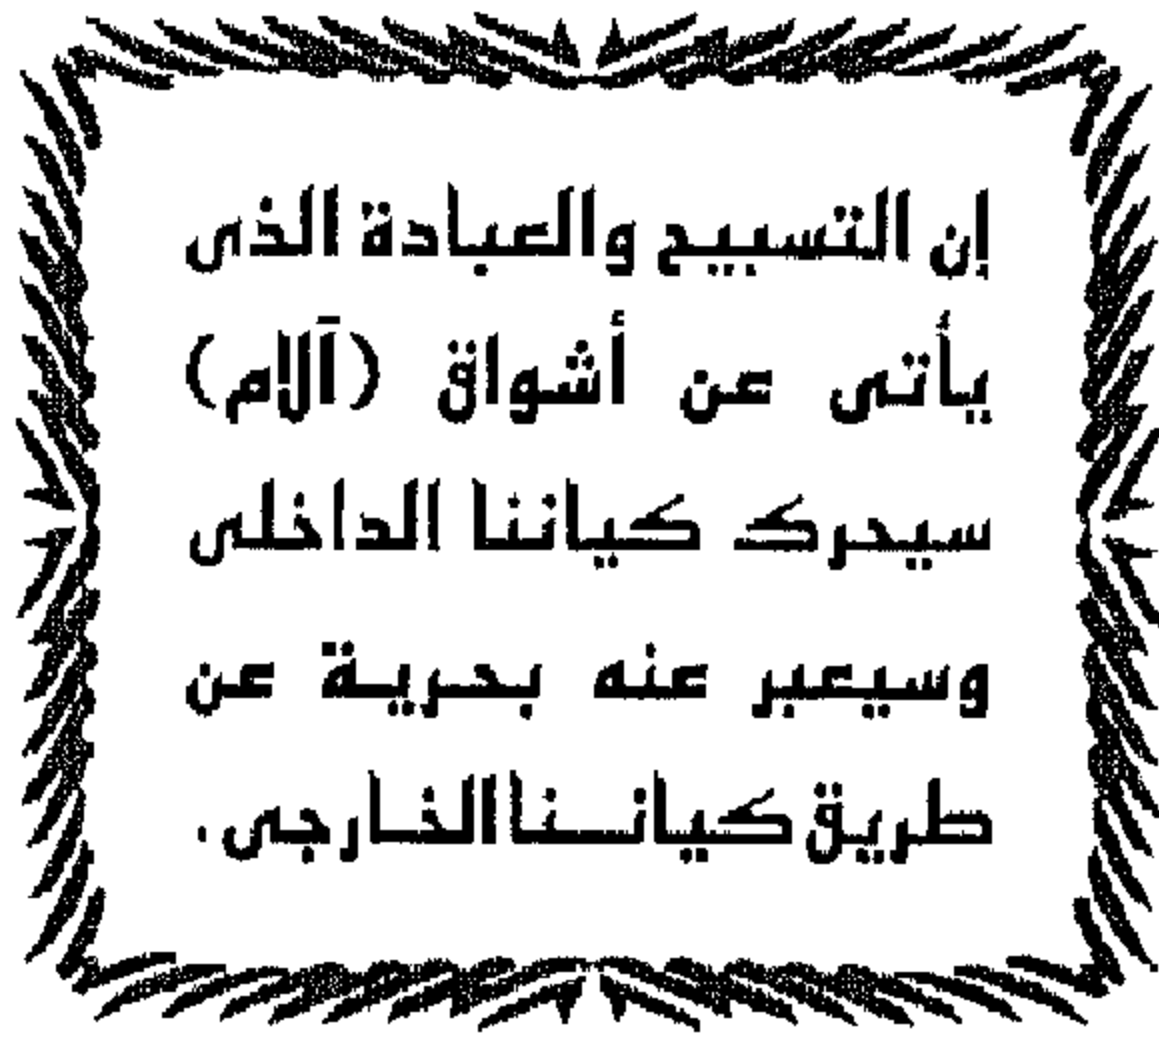 إن التسبيح والعبادة الذى
يأتى عن أشواق (آلام)
سيحرك كياننا الداخلى
وسيعبر عنه بحرية عن
طريق كياننا الخارجى.